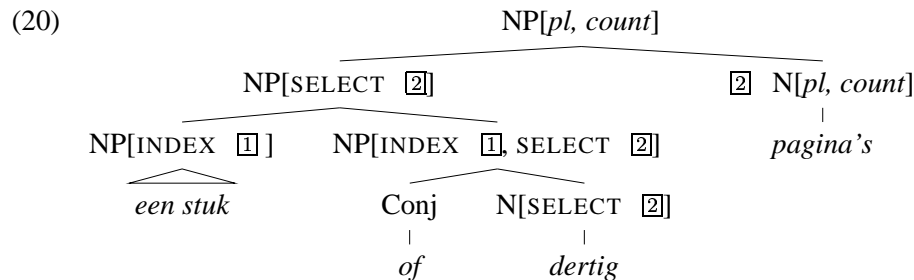 (20) NP[pl, count]
NP[SELECT 2] 2 N[pl, count]
NP[INDEX 1 ] NP[INDEX 1, SELECT 2] pagina's
een stuk Conj N[SELECT 2]
of dertig